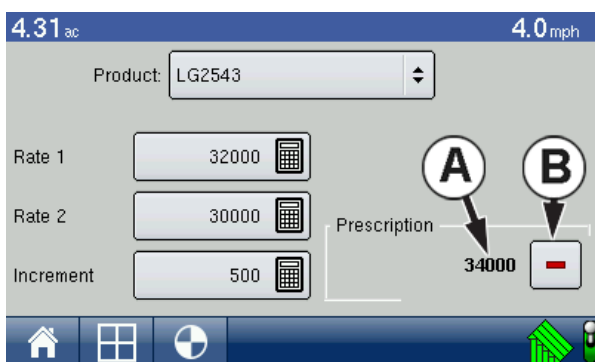 4.31 ac 4.0 mph
Product: LG2543
Rate 1 32000
A B
Rate 2 30000
Prescription
34000
Increment 500